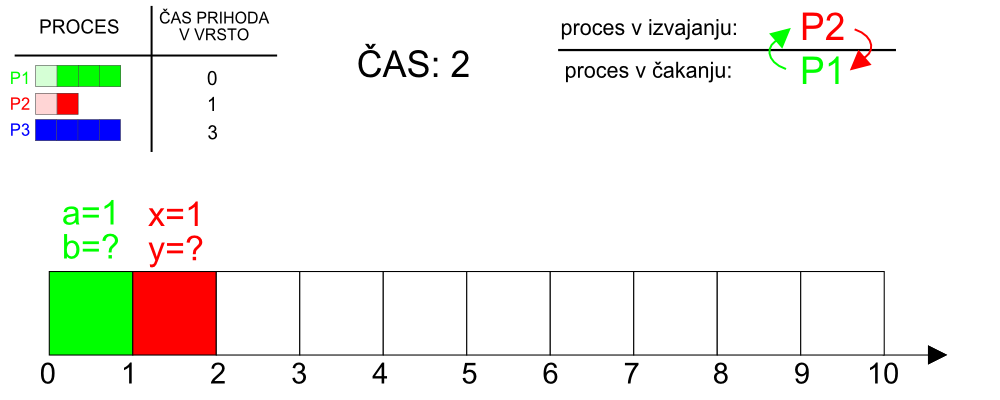 PROCES
ČAS PRIHODA
V VRSTO
P1 0
P2 1
P3 3
ČAS: 2
proces v izvajanju: P2
proces v čakanju: P1
a=1 x=1
b=? y=?
0 1 2 3 4 5 6 7 8 9 10